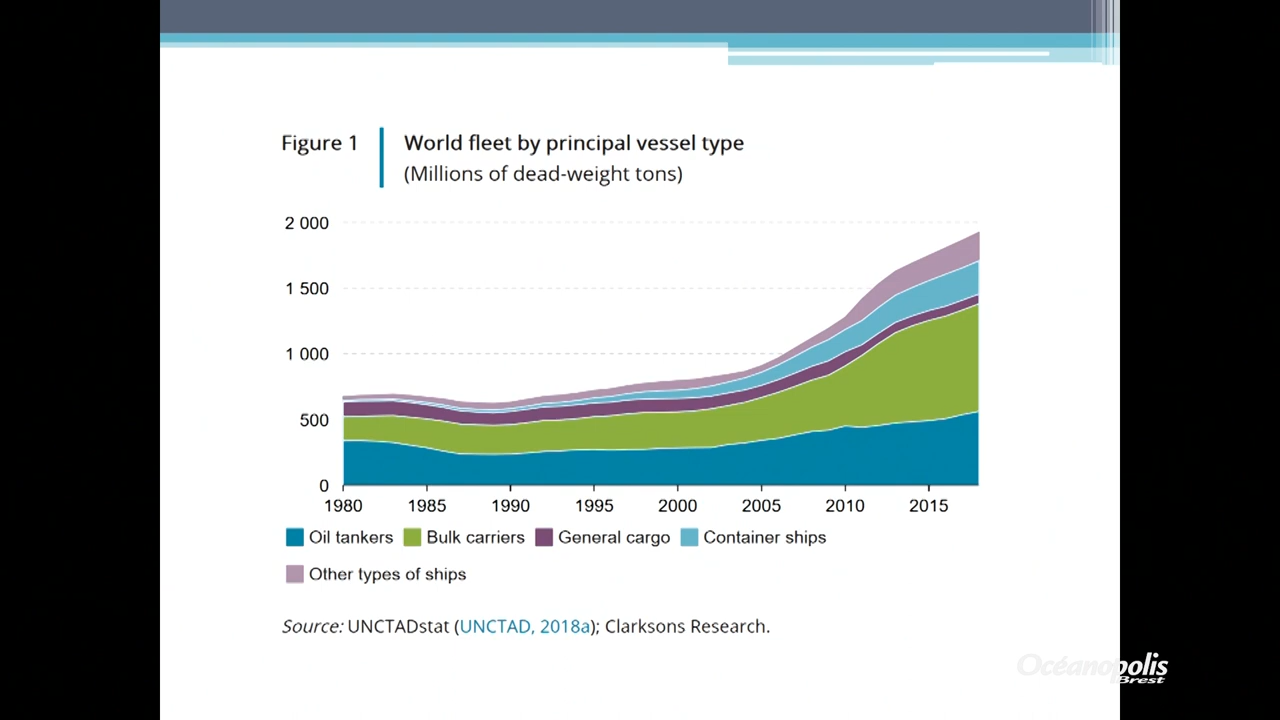 Figure 1
World fleet by principal vessel type
(Millions of dead-weight tons)
2 000
1 500
1 000
500
0
1980 1985 1990 1995 2000 2005 2010 2015
Oil tankers Bulk carriers General cargo Container ships
Other types of ships
Source: UNCTADstat (UNCTAD, 2018a); Clarksons Research.
Océanopolis
Brest